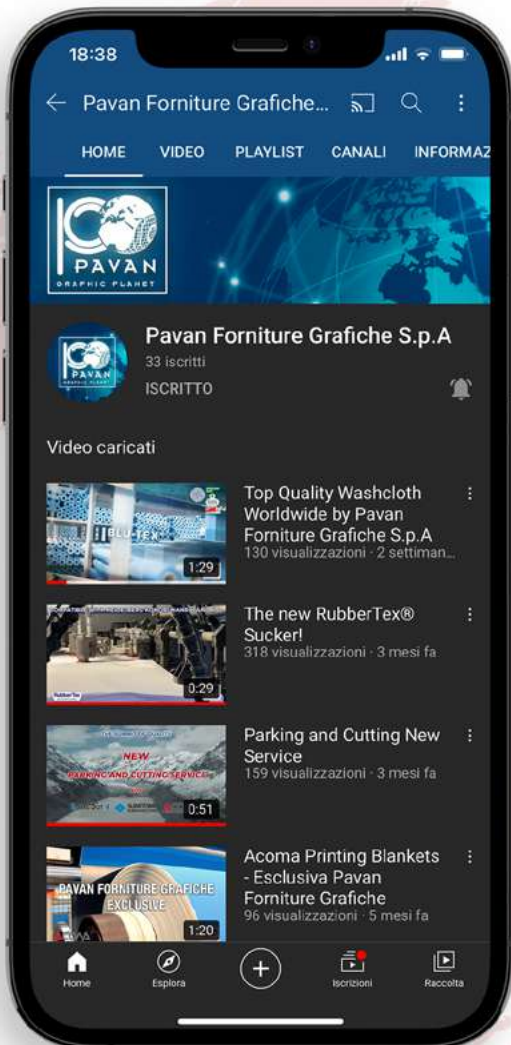 18:38
Pavan Forniture Grafiche...
HOME VIDEO PLAYLIST CANALI INFORMAZ
PAVAN
GRAPHIC PLANET
PAVAN
Pavan Forniture Grafiche S.p.A
33 iscritti
ISCRITTO
Video caricati
BLU-TEX
1:29
Top Quality Washcloth
Worldwide by Pavan
Forniture Grafiche S.p.A
130 visualizzazioni · 2 settiman...
0:29
RubberTex
The new RubberTex®
Sucker!
318 visualizzazioni · 3 mesi fa
NEW
PARKING AND CUTTING SERVICE
0:51
Parking and Cutting New
Service
159 visualizzazioni · 3 mesi fa
PAVAN FORNITURE GRAFICHE
EXCLUSIVE
1:20
Acoma Printing Blankets
- Esclusiva Pavan
Forniture Grafiche
96 visualizzazioni · 5 mesi fa
Home
Esplora
Iscrizioni
Raccolta